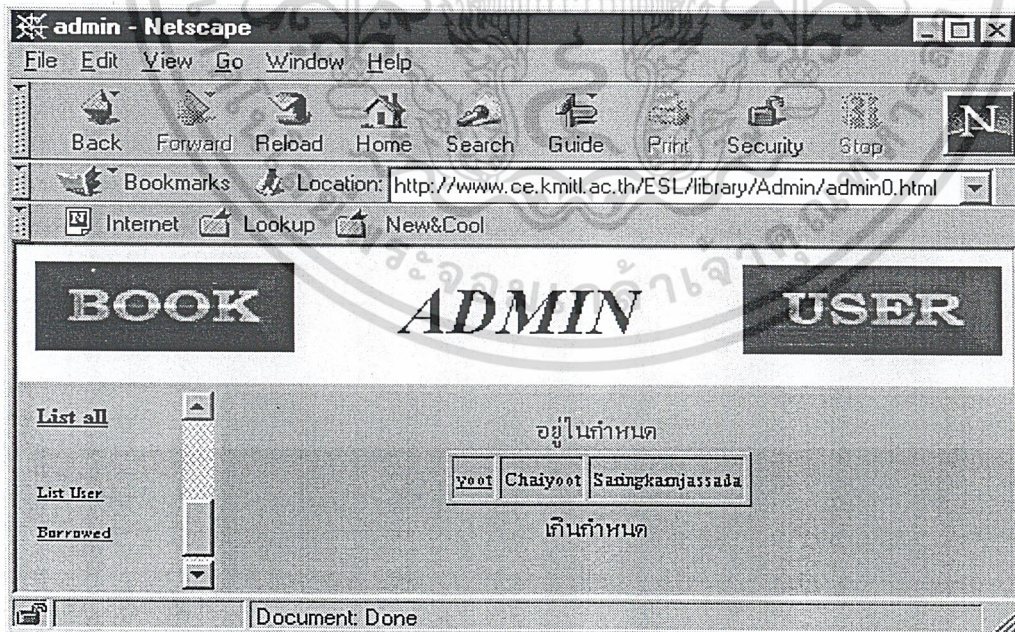 admin - Netscape
File Edit View Go Window Help
Back Forward Reload Home Search Guide Print Security Stop
N
Bookmarks Location: http://www.ce.kmitl.ac.th/ESL/library/Admin/admin0.html
Internet Lookup New&Cool
BOOK ADMIN USER
List all
อยู่ในกำหนด
yoot Chaiyoot
List User
Borrowed
เกินกำหนด
Document: Done